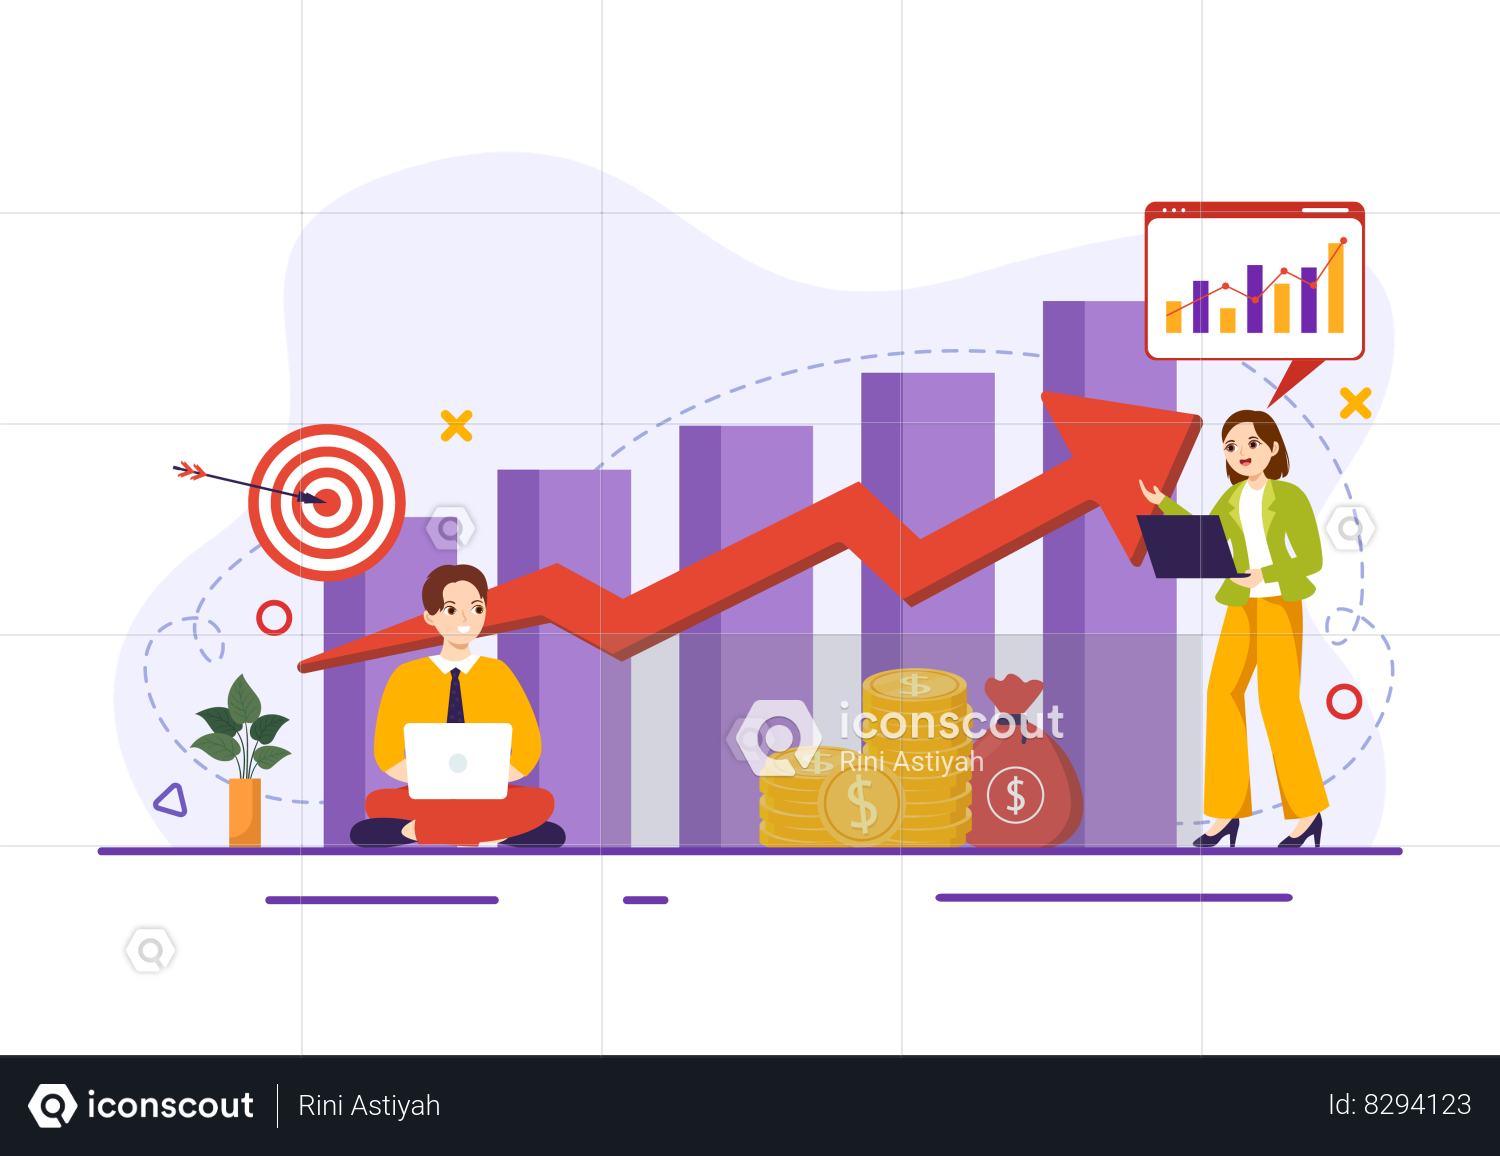 iconscout
Rini Astiyah
$
$
$
$
iconscout
Rini Astiyah
Id: 8294123